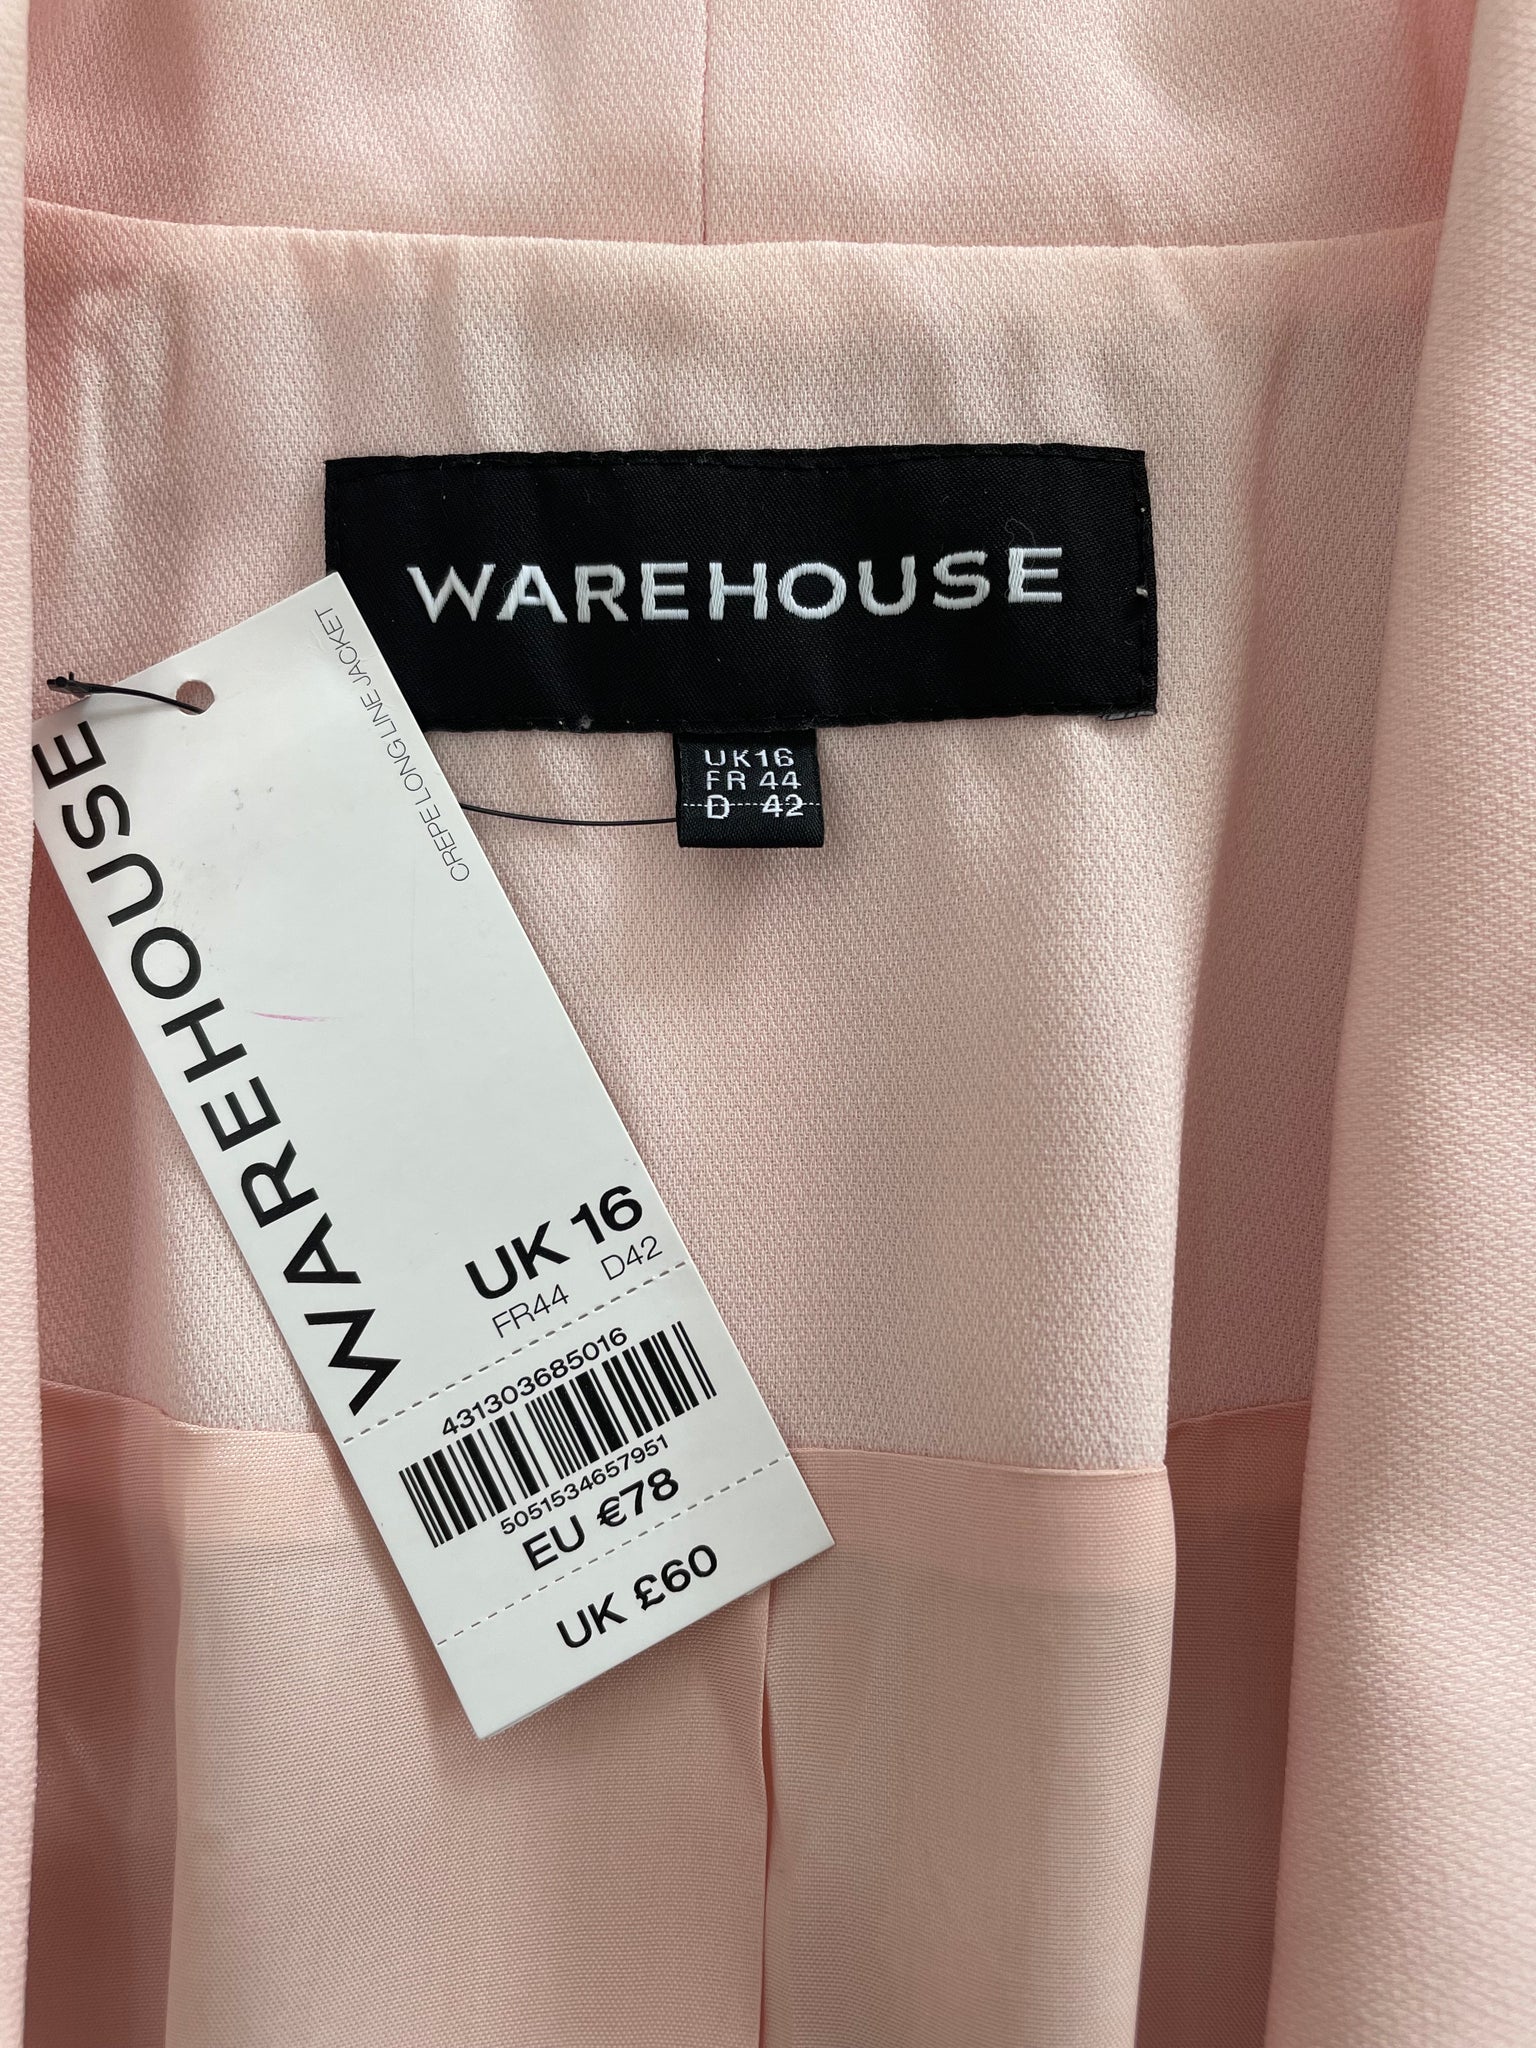 WAREHOUSE
UK16
FR 44
D 42
CREPE LONG LINE JACKET
WAREHOUSE
UK 16
FR44 D42
431303685016
5051534657951
EU €78
UK £60